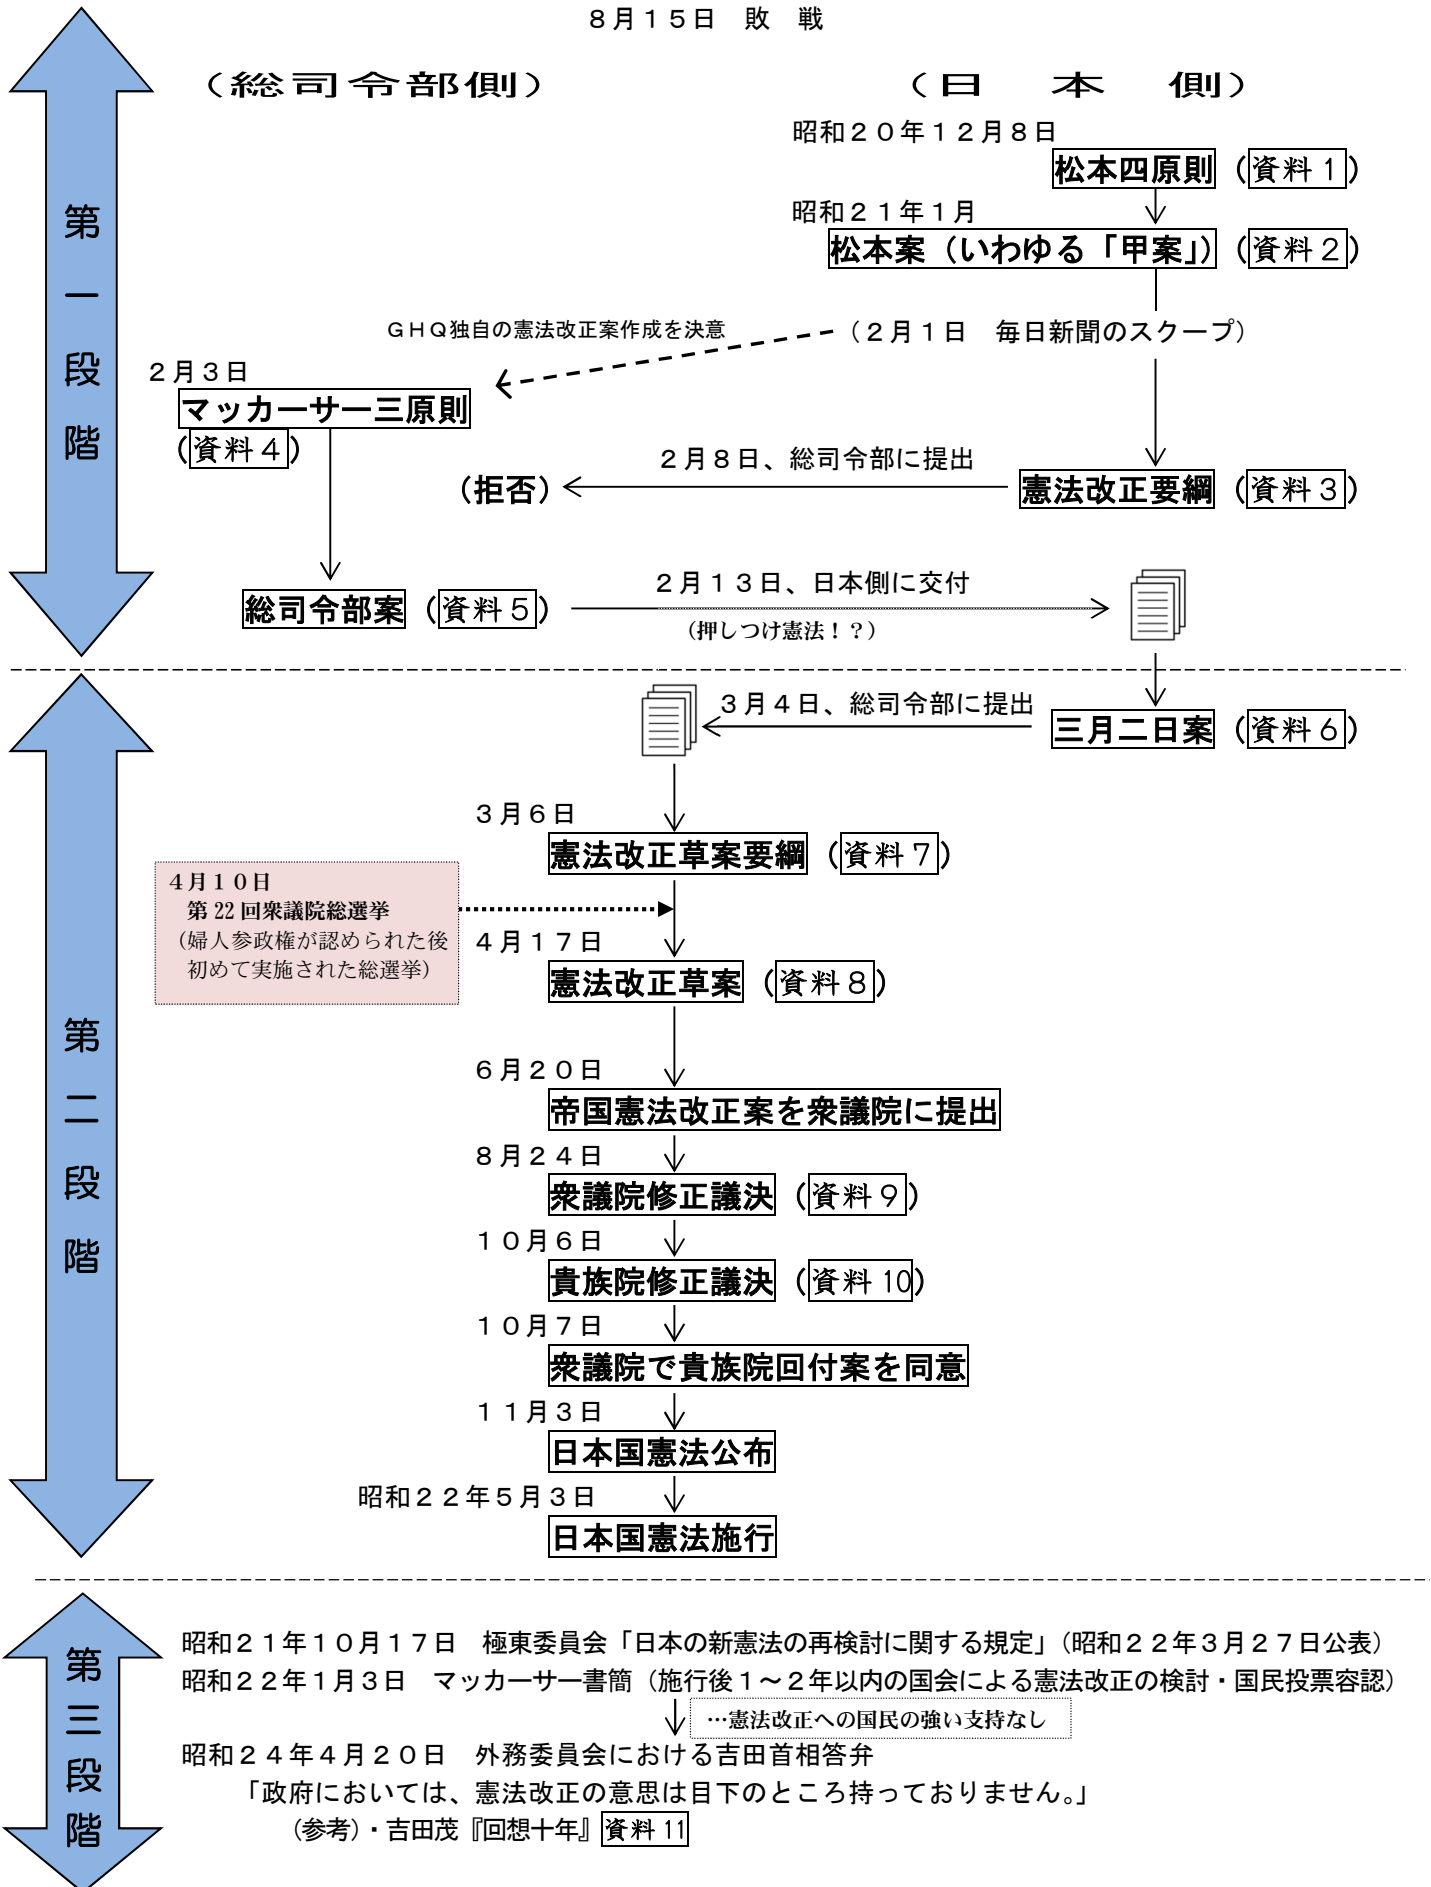 ８月１５日　敗　戦
（総司令部側）
（日　本　側）
昭和２０年１２月８日
松本四原則（資料１）
昭和２１年１月
松本案（いわゆる「甲案」）（資料２）
ＧＨＱ独自の憲法改正案作成を決意
（２月１日　毎日新聞のスクープ）
２月３日
マッカーサー三原則
（資料４）
２月８日、総司令部に提出
（拒否）
憲法改正要綱（資料３）
２月１３日、日本側に交付
総司令部案（資料５）
（押しつけ憲法！？）
第一段階
３月４日、総司令部に提出
三月二日案（資料６）
３月６日
憲法改正草案要綱（資料７）
４月１０日
第22回衆議院総選挙
（婦人参政権が認められた後
初めて実施された総選挙）
４月１７日
憲法改正草案（資料８）
６月２０日
帝国憲法改正案を衆議院に提出
８月２４日
衆議院修正議決（資料９）
１０月６日
貴族院修正議決（資料10）
１０月７日
衆議院で貴族院回付案を同意
１１月３日
日本国憲法公布
昭和２２年５月３日
日本国憲法施行
第二段階
昭和２１年１０月１７日　極東委員会「日本の新憲法の再検討に関する規定」（昭和２２年３月２７日公表）
昭和２２年１月３日　マッカーサー書簡（施行後１～２年以内の国会による憲法改正の検討・国民投票容認）
…憲法改正への国民の強い支持なし
昭和２４年４月２０日　外務委員会における吉田首相答弁
「政府においては、憲法改正の意思は目下のところ持っておりません。」
（参考）・吉田茂『回想十年』資料11
第三段階